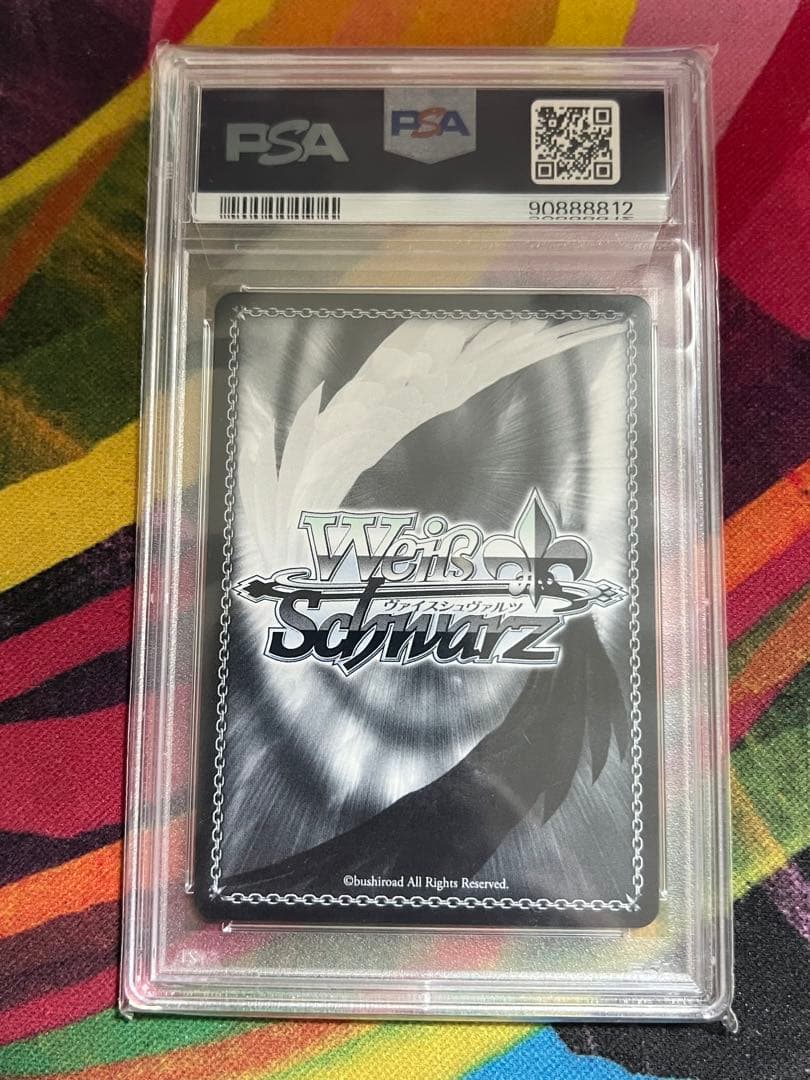 PSA
PSA
90888812
Weiß
ヴァイスシュヴァルツ
Schwarz
©bushiroad All Rights Reserved.